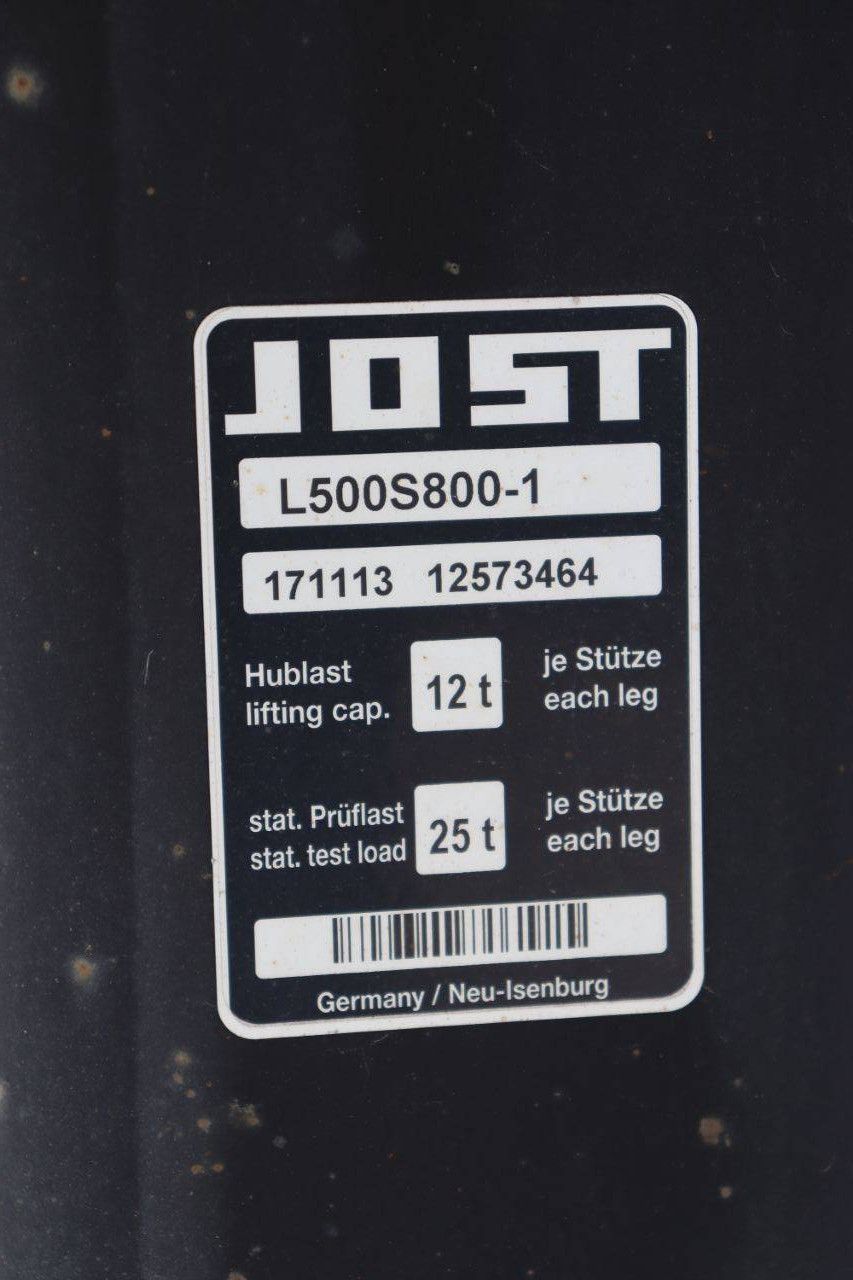 JOST
L500S800-1
171113 12573464
Hublast 12 t je Stütze
lifting cap. each leg
stat. Prüflast 25 t je Stütze
stat. test load each leg
Germany / Neu-Isenburg